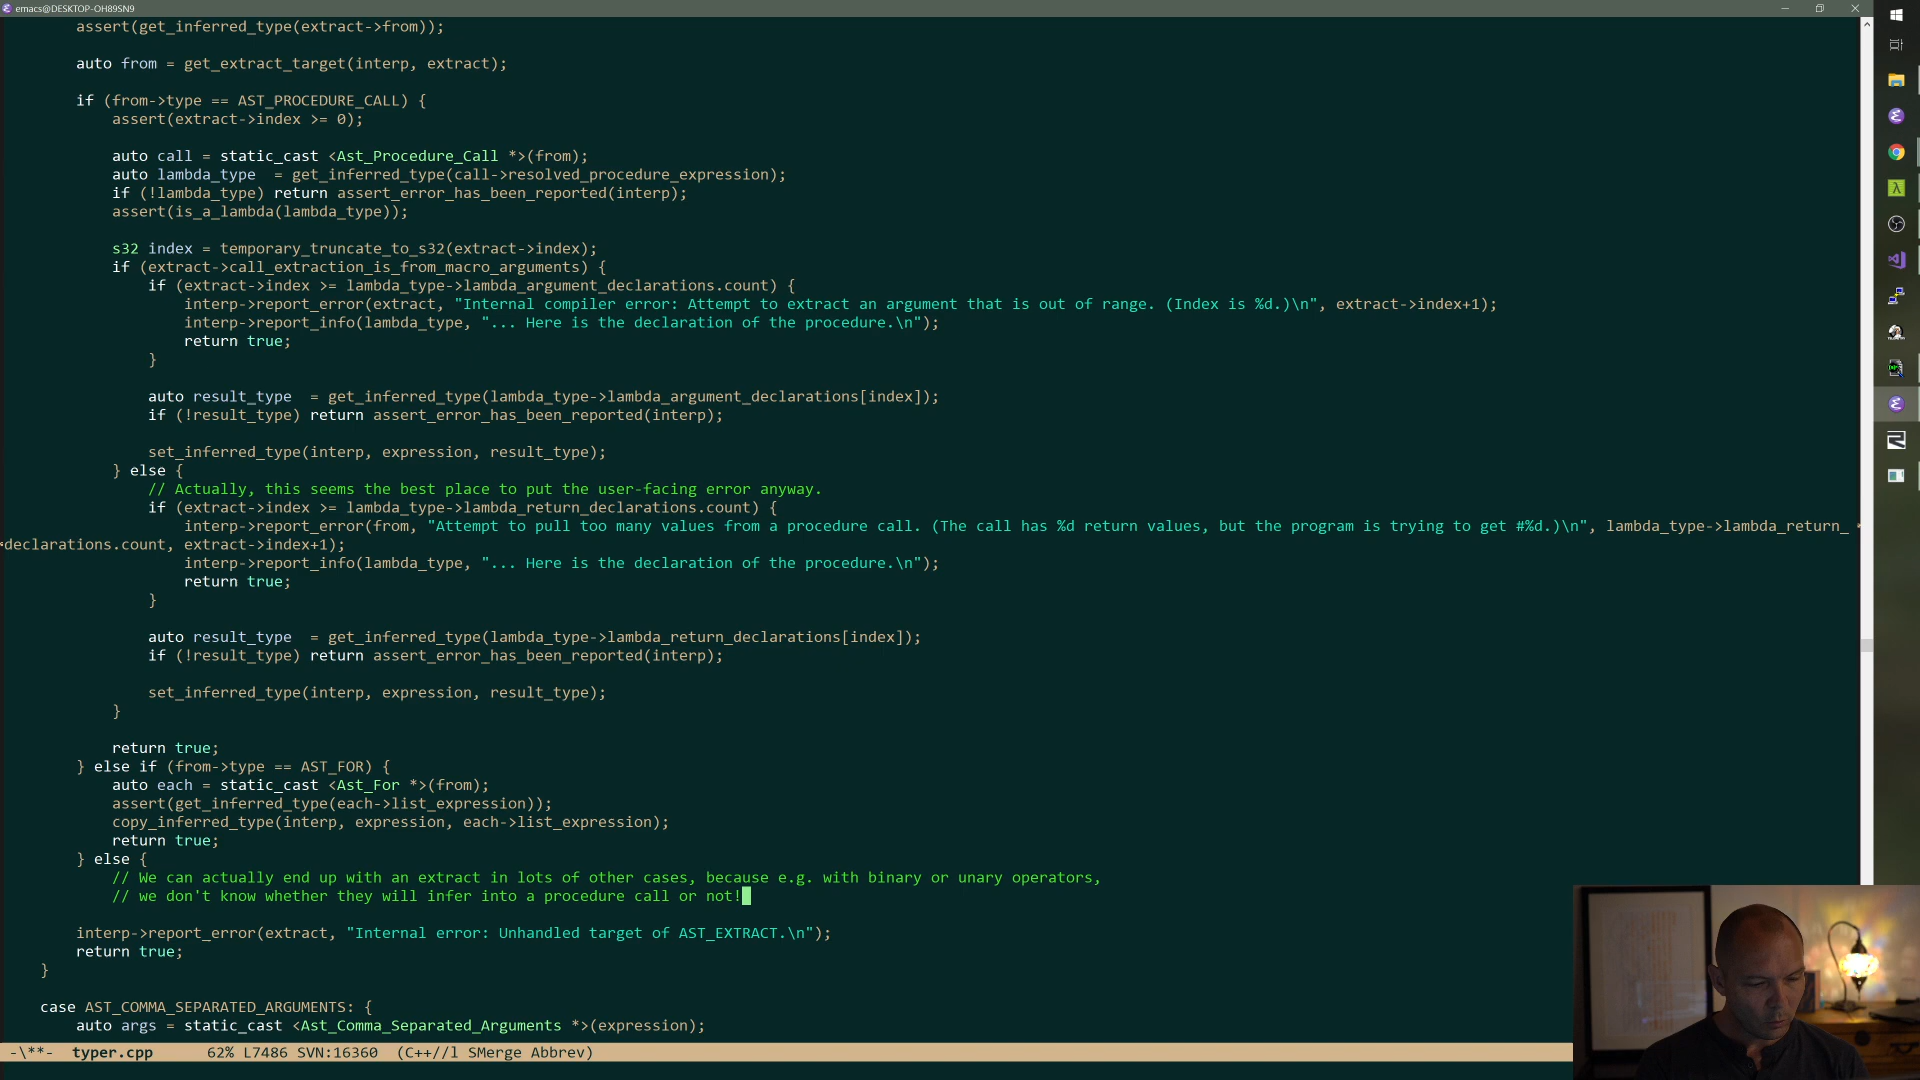 emacs@DESKTOP-OH89SN9
assert(get_inferred_type(extract->from));
auto from = get_extract_target(interp, extract);
if (from->type == AST_PROCEDURE_CALL) {
assert(extract->index >= 0);
auto call = static_cast <Ast_Procedure_Call *>(from);
auto lambda_type  = get_inferred_type(call->resolved_procedure_expression);
if (!lambda_type) return assert_error_has_been_reported(interp);
assert(is_a_lambda(lambda_type));
s32 index = temporary_truncate_to_s32(extract->index);
if (extract->call_extraction_is_from_macro_arguments) {
if (extract->index >= lambda_type->lambda_argument_declarations.count) {
interp->report_error(extract, "Internal compiler error: Attempt to extract an argument that is out of range. (Index is %d.)\n", extract->index+1);
interp->report_info(lambda_type, "... Here is the declaration of the procedure.\n");
return true;
}
auto result_type  = get_inferred_type(lambda_type->lambda_argument_declarations[index]);
if (!result_type) return assert_error_has_been_reported(interp);
set_inferred_type(interp, expression, result_type);
} else {
// Actually, this seems the best place to put the user-facing error anyway.
if (extract->index >= lambda_type->lambda_return_declarations.count) {
interp->report_error(from, "Attempt to pull too many values from a procedure call. (The call has %d return values, but the program is trying to get #%d.)\n", lambda_type->lambda_return_
declarations.count, extract->index+1);
interp->report_info(lambda_type, "... Here is the declaration of the procedure.\n");
return true;
}
auto result_type  = get_inferred_type(lambda_type->lambda_return_declarations[index]);
if (!result_type) return assert_error_has_been_reported(interp);
set_inferred_type(interp, expression, result_type);
}
return true;
} else if (from->type == AST_FOR) {
auto each = static_cast <Ast_For *>(from);
assert(get_inferred_type(each->list_expression));
copy_inferred_type(interp, expression, each->list_expression);
return true;
} else {
// We can actually end up with an extract in lots of other cases, because e.g. with binary or unary operators,
// we don't know whether they will infer into a procedure call or not!
interp->report_error(extract, "Internal error: Unhandled target of AST_EXTRACT.\n");
return true;
}
case AST_COMMA_SEPARATED_ARGUMENTS: {
auto args = static_cast <Ast_Comma_Separated_Arguments *>(expression);
-\**-  typer.cpp      62% L7486 SVN:16360  (C++//l SMerge Abbrev)